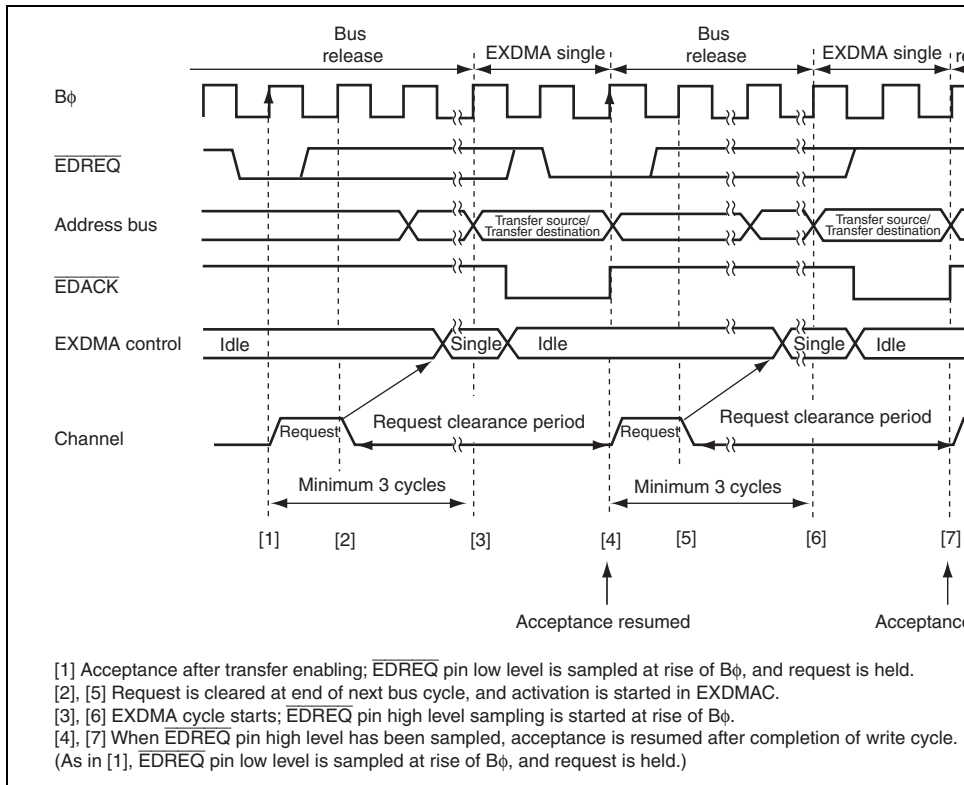 Bus
release
EXDMA single
Bus
release
EXDMA single
re
Bφ
EDREQ
Address bus
Transfer source/
Transfer destination
Transfer source/
Transfer destination
EDACK
EXDMA control
Idle
Single
Idle
Single
Idle
Channel
Request
Request clearance period
Request
Request clearance period
Minimum 3 cycles
Minimum 3 cycles
[1]
[2]
[3]
[4]
[5]
[6]
[7]
Acceptance resumed
Acceptance
[1] Acceptance after transfer enabling; EDREQ pin low level is sampled at rise of Bφ, and request is held.
[2], [5] Request is cleared at end of next bus cycle, and activation is started in EXDMAC.
[3], [6] EXDMA cycle starts; EDREQ pin high level sampling is started at rise of Bφ.
[4], [7] When EDREQ pin high level has been sampled, acceptance is resumed after completion of write cycle.
(As in [1], EDREQ pin low level is sampled at rise of Bφ, and request is held.)